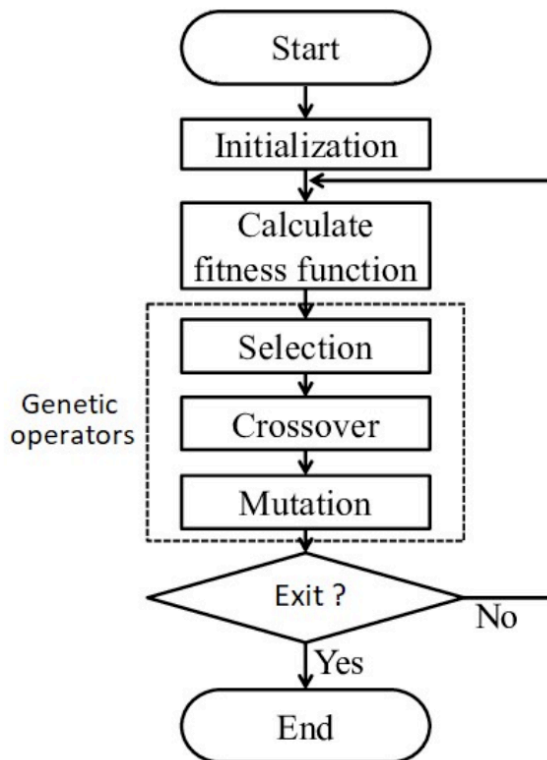 Start
Initialization
Calculate
fitness function
Selection
Genetic
operators
Crossover
Mutation
Exit ?
No
Yes
End